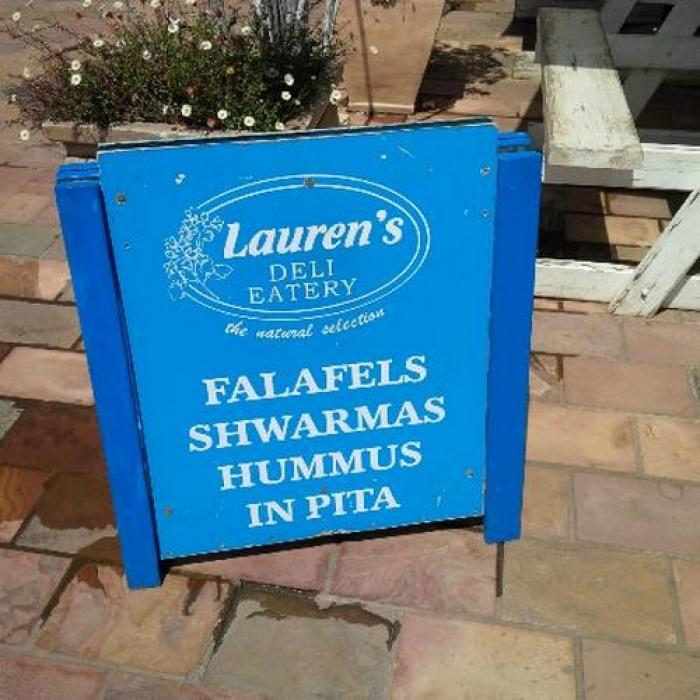 Lauren's
DELI
EATERY
the natural selection
FALAFELS
SHWARMAS
HUMMUS
IN PITA